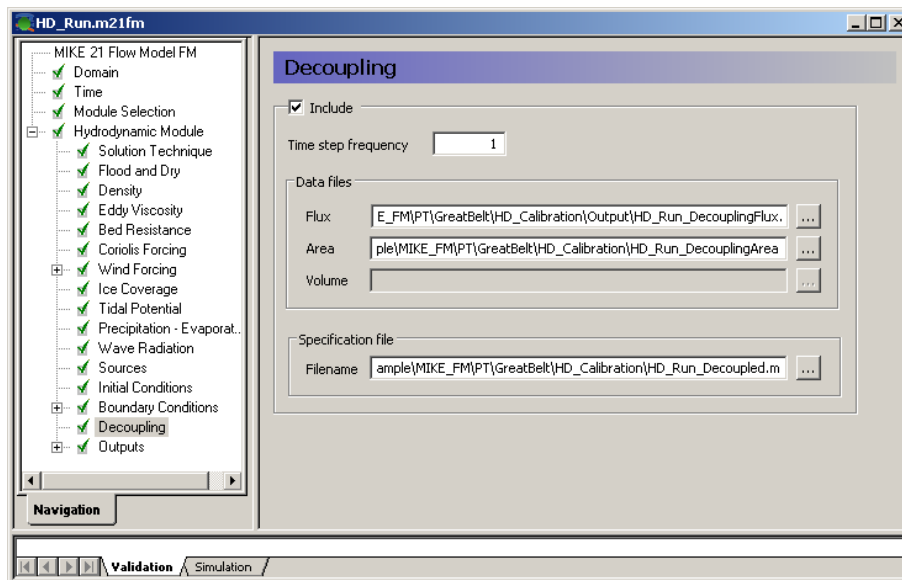 HD_Run.m21fm
MIKE 21 Flow Model FM
Domain
Time
Module Selection
Hydrodynamic Module
Solution Technique
Flood and Dry
Density
Eddy Viscosity
Bed Resistance
Coriolis Forcing
Wind Forcing
Ice Coverage
Tidal Potential
Precipitation - Evaporat..
Wave Radiation
Sources
Initial Conditions
Boundary Conditions
Decoupling
Outputs
Navigation
Decoupling
Include
Time step frequency 1
Data files
Flux E_FM\PT\GreatBelt\HD_Calibration\Output\HD_Run_DecouplingFlux. ...
Area ple\MIKE_FM\PT\GreatBelt\HD_Calibration\HD_Run_DecouplingArea ...
Volume ...
Specification file
Filename ample\MIKE_FM\PT\GreatBelt\HD_Calibration\HD_Run_Decoupled.m ...
Validation Simulation